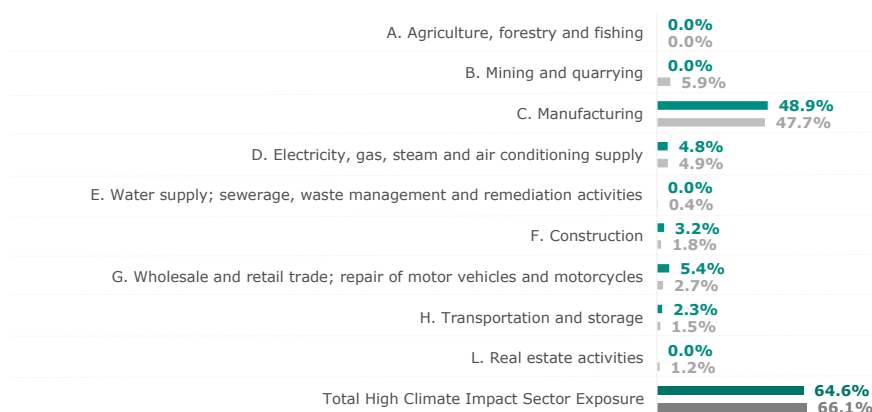 A. Agriculture, forestry and fishing
0.0%
0.0%
B. Mining and quarrying
0.0%
5.9%
C. Manufacturing
48.9%
47.7%
D. Electricity, gas, steam and air conditioning supply
4.8%
4.9%
E. Water supply; sewerage, waste management and remediation activities
0.0%
0.4%
F. Construction
3.2%
1.8%
G. Wholesale and retail trade; repair of motor vehicles and motorcycles
5.4%
2.7%
H. Transportation and storage
2.3%
1.5%
L. Real estate activities
0.0%
1.2%
Total High Climate Impact Sector Exposure
64.6%
66.1%